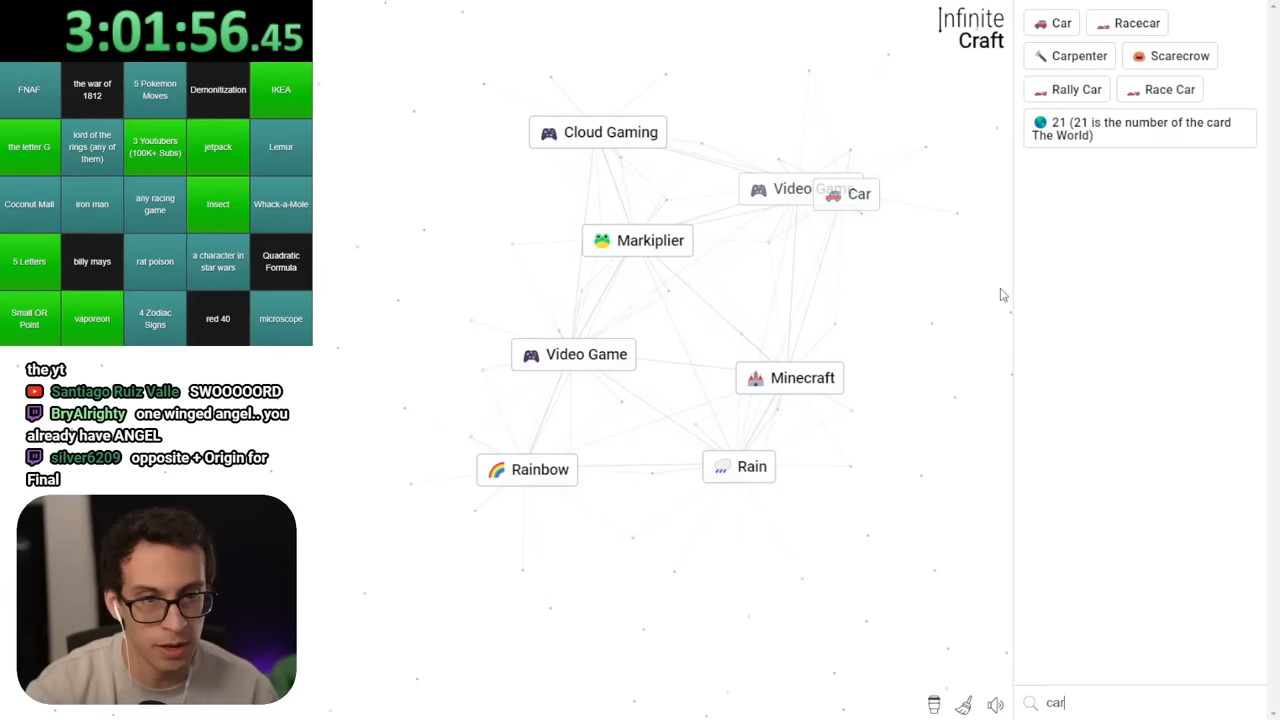 3:01:56.45
FNAF
the war of
1812
5 Pokemon
Moves
Demonitization
IKEA
the letter G
lord of the
rings (any of
them)
3 Youtubers
(100K+ Subs)
jetpack
Lemur
Coconut Mall
iron man
any racing
game
Insect
Whack-a-Mole
5 Letters
billy mays
rat poison
a character in
star wars
Quadratic
Formula
Small OR
Point
vaporeon
4 Zodiac
Signs
red 40
microscope
the yt
Santiago Ruiz Valle SWOOOOORD
BryAlrighty one winged angel.. you
already have ANGEL
silver6209 opposite + Origin for
Final
Infinite
Craft
Cloud Gaming
Video Game
Car
Markiplier
Video Game
Minecraft
Rainbow
Rain
Car
Racecar
Carpenter
Scarecrow
Rally Car
Race Car
21 (21 is the number of the card
The World)
car